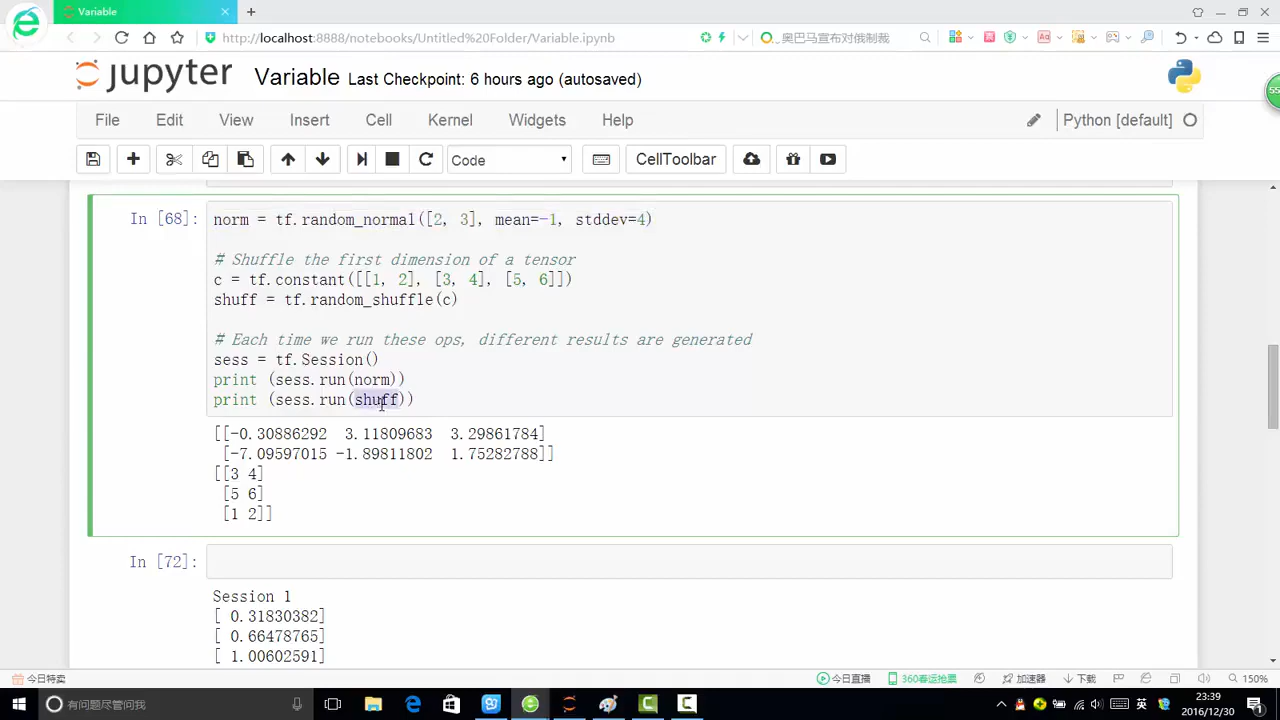 Variable
http://localhost:8888/notebooks/Untitled%20Folder/Variable.ipynb
奥巴马宣布对俄制裁
jupyter Variable Last Checkpoint: 6 hours ago (autosaved)
File Edit View Insert Cell Kernel Widgets Help Python [default]
Code CellToolbar
55
In [68]: norm = tf.random_normal([2, 3], mean=-1, stddev=4)
# Shuffle the first dimension of a tensor
c = tf.constant([[1, 2], [3, 4], [5, 6]])
shuff = tf.random_shuffle(c)
# Each time we run these ops, different results are generated
sess = tf.Session()
print (sess.run(norm))
print (sess.run(shuff))
[[-0.30886292 3.11809683 3.29861784]
[-7.09597015 -1.89811802 1.75282788]]
[[3 4]
[5 6]
[1 2]]
In [72]:
Session 1
[ 0.31830382]
[ 0.66478765]
[ 1.00602591]
今日特卖 今日直播 360春运抢票 加速器 下载 150%
有问题尽管问我 英 23:39
2016/12/30